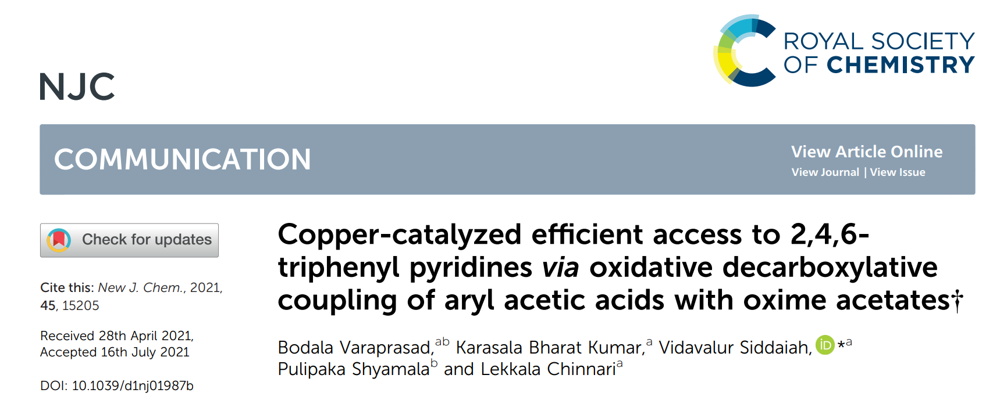 ROYAL SOCIETY
OF CHEMISTRY
NJC
COMMUNICATION
View Article Online
View Journal | View Issue
Check for updates
Cite this: New J. Chem., 2021,
45, 15205
Received 28th April 2021,
Accepted 16th July 2021
DOI: 10.1039/d1nj01987b
Copper-catalyzed efficient access to 2,4,6-
triphenyl pyridines via oxidative decarboxylative
coupling of aryl acetic acids with oxime acetates†
Bodala Varaprasad,ab Karasala Bharat Kumar,a Vidavalur Siddaiah, iD *a
Pulipaka Shyamalab and Lekkala Chinnaria